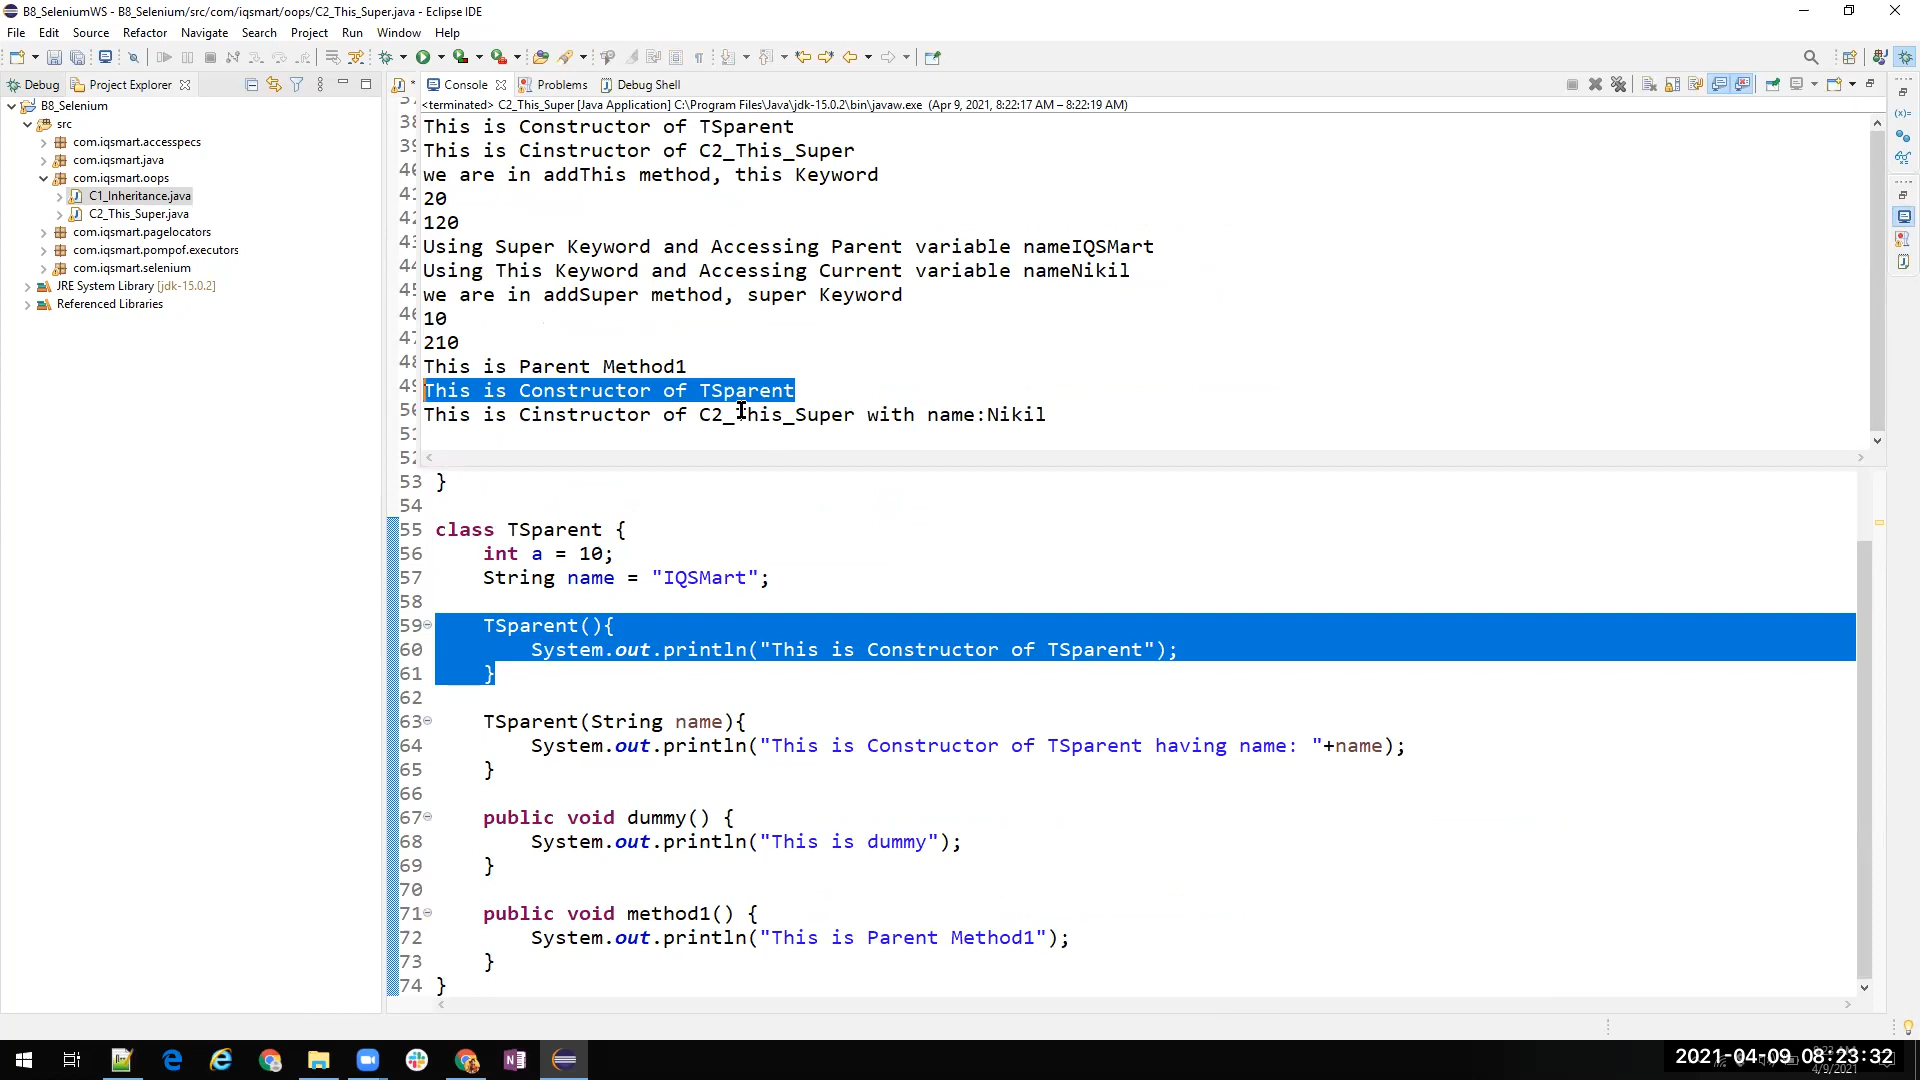 B8_SeleniumWS - B8_Selenium/src/com/iqsmart/oops/C2_This_Super.java - Eclipse IDE
File Edit Source Refactor Navigate Search Project Run Window Help
Debug Project Explorer
B8_Selenium
src
com.iqsmart.accesspecs
com.iqsmart.java
com.iqsmart.oops
C1_Inheritance.java
C2_This_Super.java
com.iqsmart.pagelocators
com.iqsmart.pompof.executors
com.iqsmart.selenium
JRE System Library [jdk-15.0.2]
Referenced Libraries
Console Problems Debug Shell
<terminated> C2_This_Super [Java Application] C:\Program Files\Java\jdk-15.0.2\bin\javaw.exe (Apr 9, 2021, 8:22:17 AM – 8:22:19 AM)
This is Constructor of TSparent
This is Cinstructor of C2_This_Super
we are in addThis method, this Keyword
20
120
Using Super Keyword and Accessing Parent variable nameIQSMart
Using This Keyword and Accessing Current variable nameNikil
we are in addSuper method, super Keyword
10
210
This is Parent Method1
This is Constructor of TSparent
This is Cinstructor of C2_This_Super with name:Nikil
53 }
54
55 class TSparent {
56 int a = 10;
57 String name = "IQSMart";
58
59 TSparent(){
60 System.out.println("This is Constructor of TSparent");
61 }
62
63 TSparent(String name){
64 System.out.println("This is Constructor of TSparent having name: "+name);
65 }
66
67 public void dummy() {
68 System.out.println("This is dummy");
69 }
70
71 public void method1() {
72 System.out.println("This is Parent Method1");
73 }
74 }
2021-04-09 08:23:32
4/9/2021